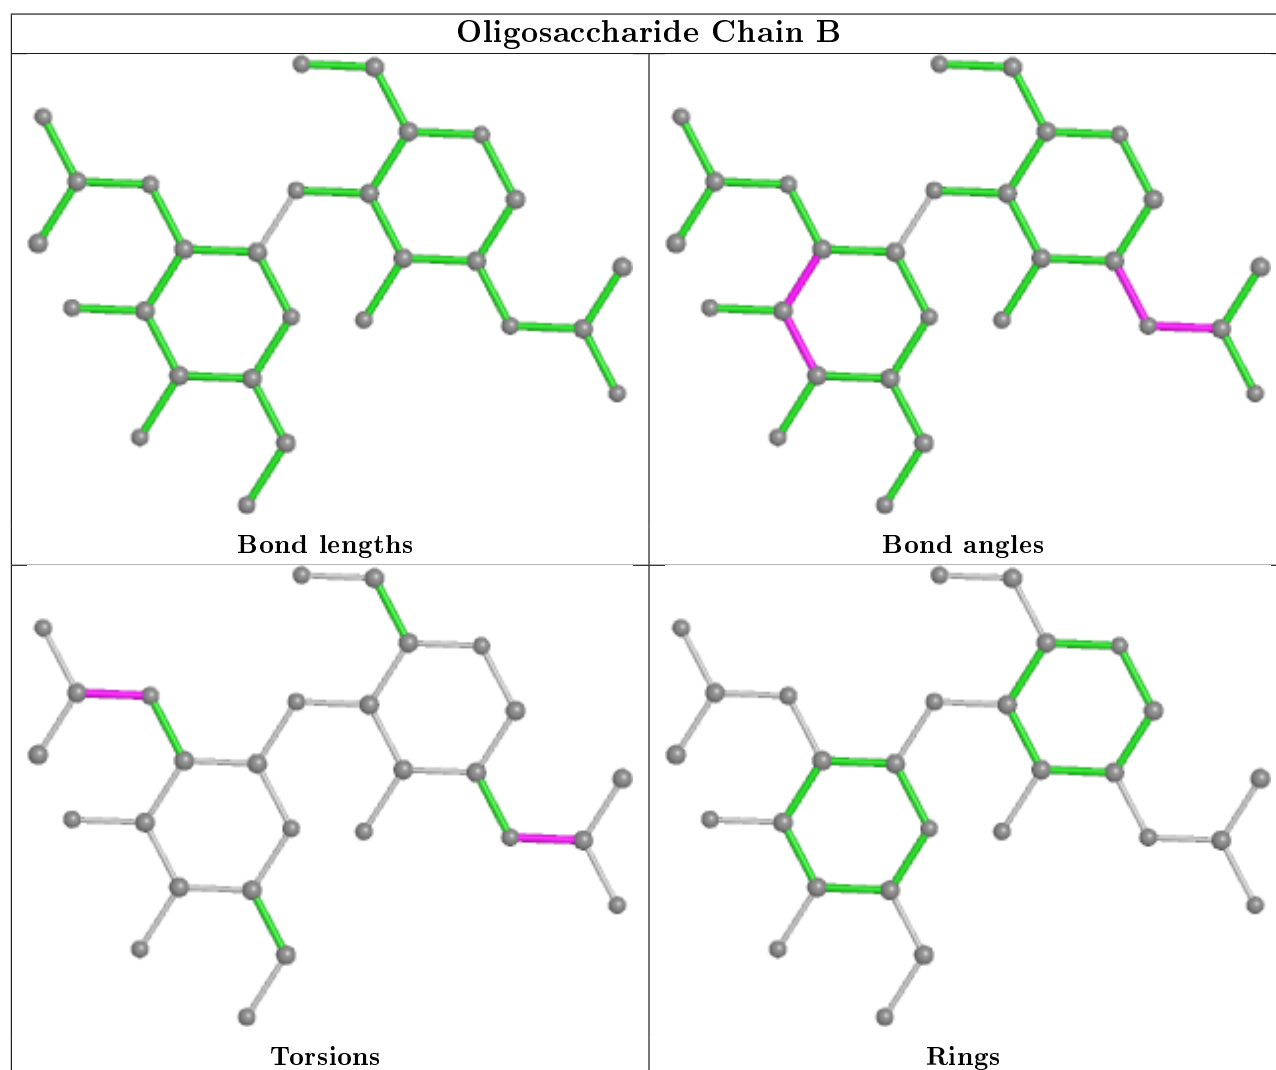 Oligosaccharide Chain B
Bond lengths
Bond angles
Torsions
Rings